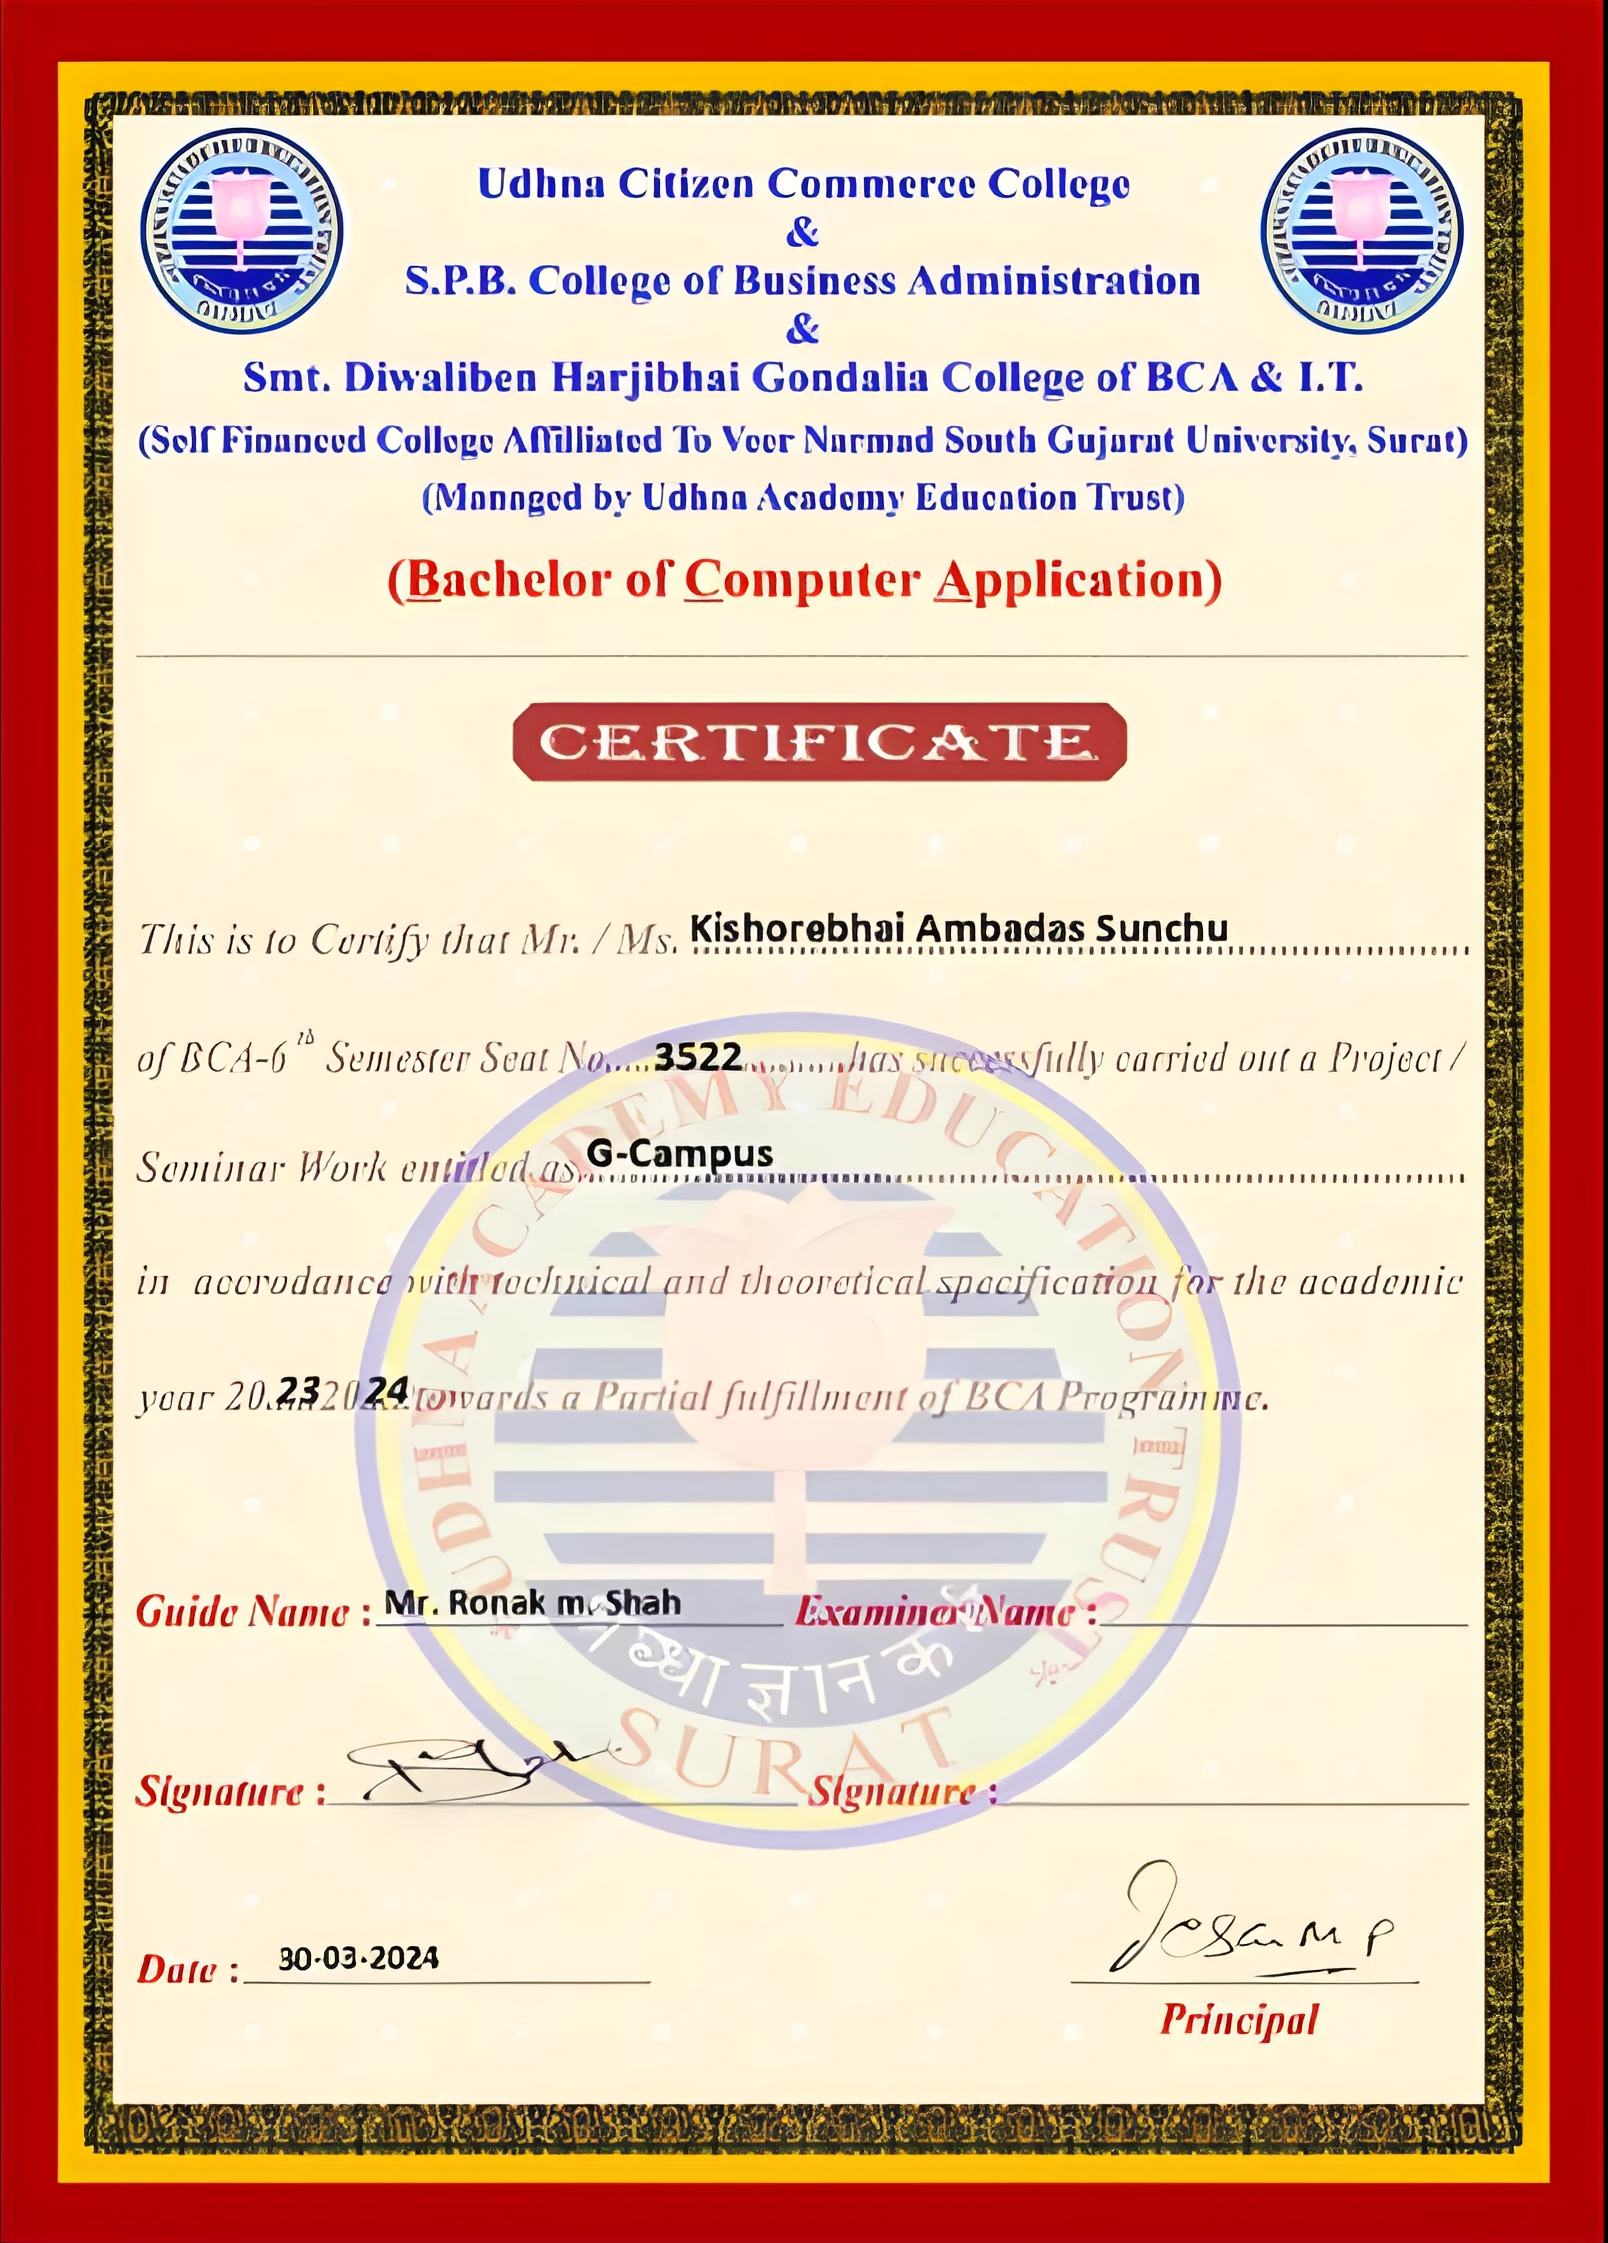 Udhna Citizen Commerce College
&
S.P.B. College of Business Administration
&
Smt. Diwaliben Harjibhai Gondalia College of BCA & I.T.
(Self Financed College Affilliated To Veer Narmad South Gujarat University, Surat)
(Managed by Udhna Academy Education Trust)
(Bachelor of Computer Application)
CERTIFICATE
This is to Certify that Mr. / Ms. Kishorebhai Ambadas Sunchu
of BCA-6th Semester Seat No....3522........has successfully carried out a Project /
Seminar Work entitled as G-Campus
in accrodance with technical and theoretical specification for the academic
year 20 23 20 24 towards a Partial fulfillment of BCA Programme.
UDHNA ACADEMY EDUCATION TRUST
Guide Name : Mr. Ronak m. Shah Examiner Name :
ज्ञान
SURAT
Signature : Signature :
Date : 30-03-2024
Principal